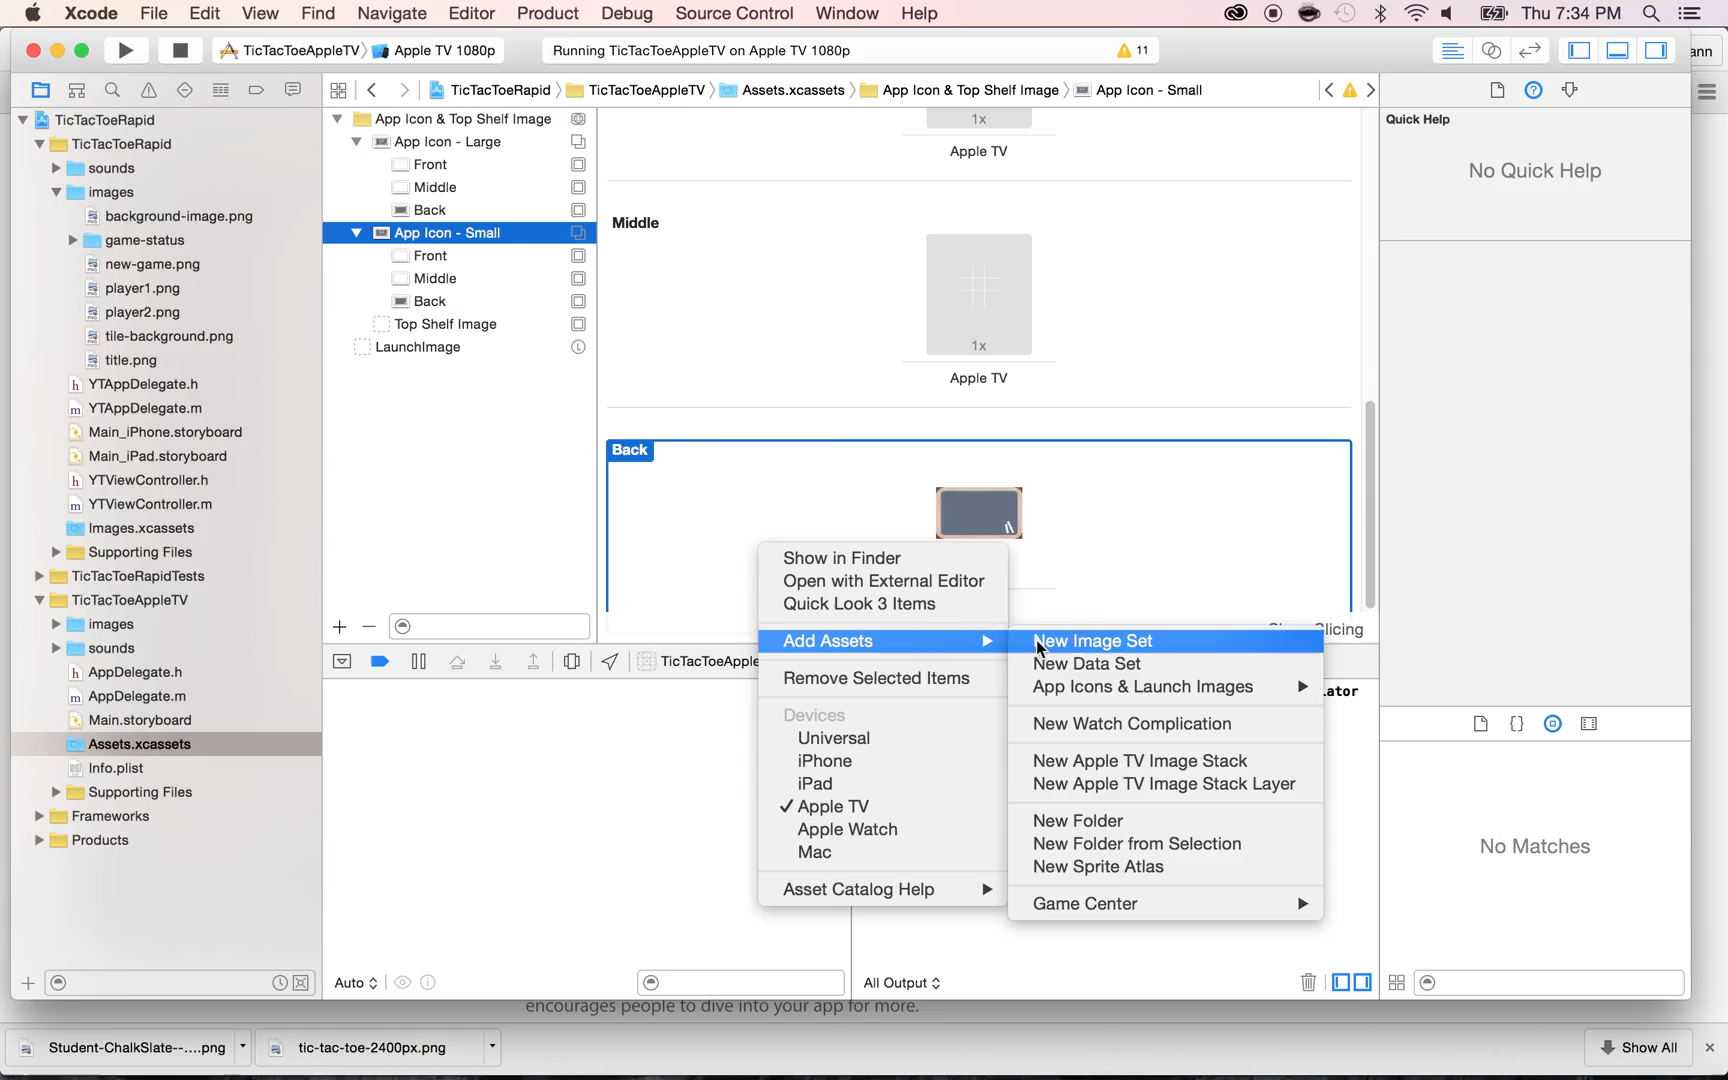 Xcode File Edit View Find Navigate Editor Product Debug Source Control Window Help Thu 7:34 PM
TicTacToeAppleTV Apple TV 1080p Running TicTacToeAppleTV on Apple TV 1080p 11 ann
TicTacToeRapid TicTacToeAppleTV Assets.xcassets App Icon & Top Shelf Image App Icon - Small
TicTacToeRapid
TicTacToeRapid
sounds
images
background-image.png
game-status
new-game.png
player1.png
player2.png
tile-background.png
title.png
YTAppDelegate.h
YTAppDelegate.m
Main_iPhone.storyboard
Main_iPad.storyboard
YTViewController.h
YTViewController.m
Images.xcassets
Supporting Files
TicTacToeRapidTests
TicTacToeAppleTV
images
sounds
AppDelegate.h
AppDelegate.m
Main.storyboard
Assets.xcassets
Info.plist
Supporting Files
Frameworks
Products
App Icon & Top Shelf Image
App Icon - Large
Front
Middle
Back
App Icon - Small
Front
Middle
Back
Top Shelf Image
LaunchImage
1x
Apple TV
Middle
1x
Apple TV
Back
Slicing
TicTacToeApple
ator
Show in Finder
Open with External Editor
Quick Look 3 Items
Add Assets
Remove Selected Items
Devices
Universal
iPhone
iPad
Apple TV
Apple Watch
Mac
Asset Catalog Help
New Image Set
New Data Set
App Icons & Launch Images
New Watch Complication
New Apple TV Image Stack
New Apple TV Image Stack Layer
New Folder
New Folder from Selection
New Sprite Atlas
Game Center
Quick Help
No Quick Help
No Matches
Auto
All Output
encourages people to dive into your app for more.
Student-ChalkSlate--....png tic-tac-toe-2400px.png Show All